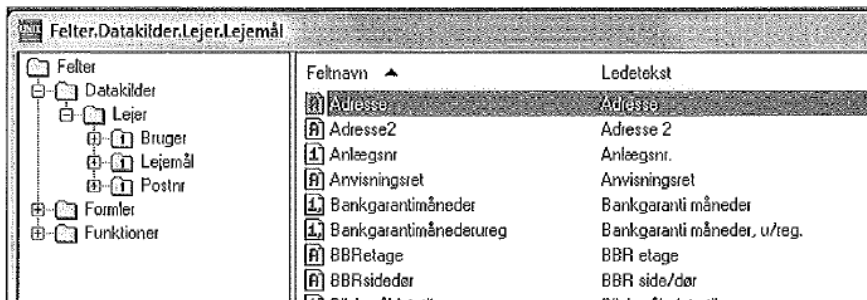 Felter.Datakilder.Lejer.Lejemål
Felter
Datakilder
Lejer
Bruger
Lejemål
Postnr
Formler
Funktioner
Feltnavn Ledetekst
Adresse Adresse
Adresse2 Adresse 2
Anlægsnr Anlægsnr.
Anvisningsret Anvisningsret
Bankgarantimåneder Bankgaranti måneder
Bankgarantimånederureg Bankgaranti måneder, u/reg.
BBRetage BBR etage
BBRsidedør BBR side/dør